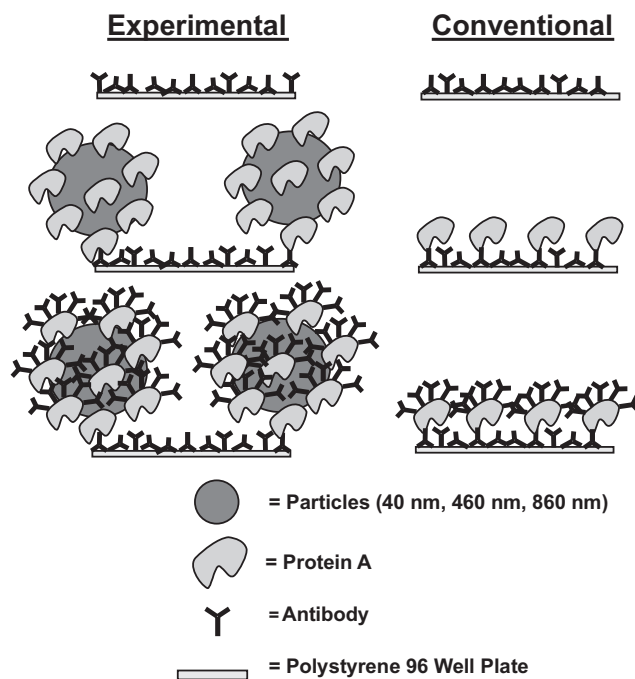 Experimental
Conventional
= Particles (40 nm, 460 nm, 860 nm)
= Protein A
= Antibody
= Polystyrene 96 Well Plate